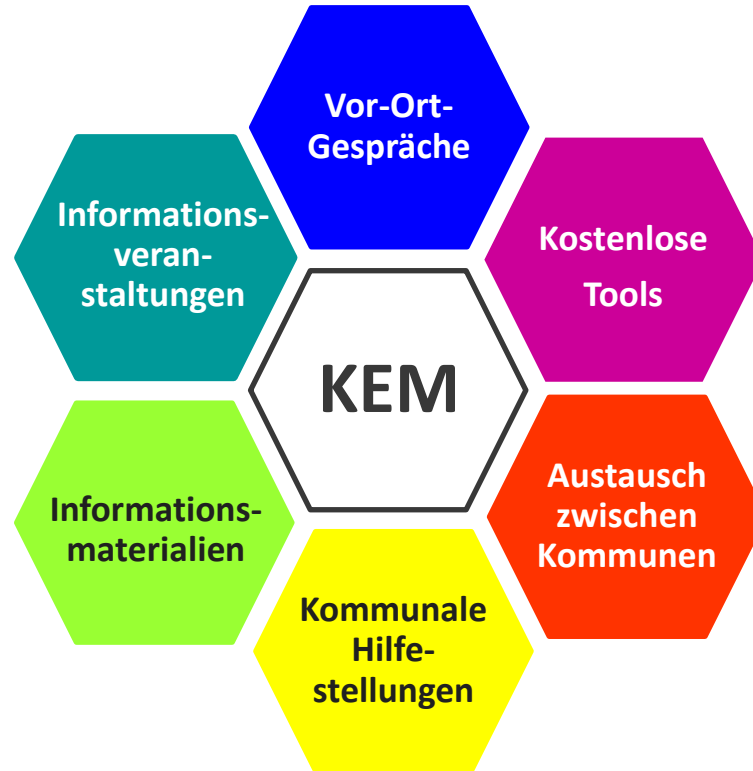 Vor-Ort-
Gespräche
Informations-
veran-
staltungen
Kostenlose
Tools
KEM
Informations-
materialien
Austausch
zwischen
Kommunen
Kommunale
Hilfe-
stellungen